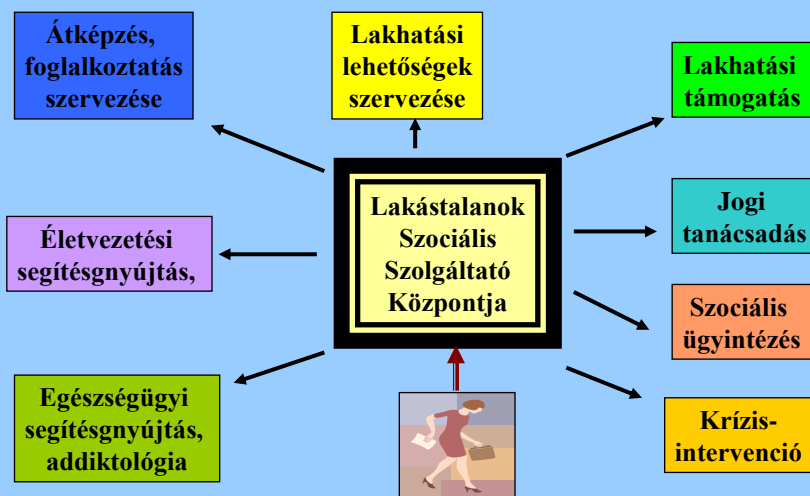 Átképzés,
foglalkoztatás
szervezése
Lakhatási
lehetőségek
szervezése
Lakhatási
támogatás
Lakástalanok
Szociális
Szolgáltató
Központja
Jogi
tanácsadás
Életvezetési
segítésgnyújtás,
Szociális
ügyintézés
Egészségügyi
segítésgnyújtás,
addiktológia
Krízis-
intervenció